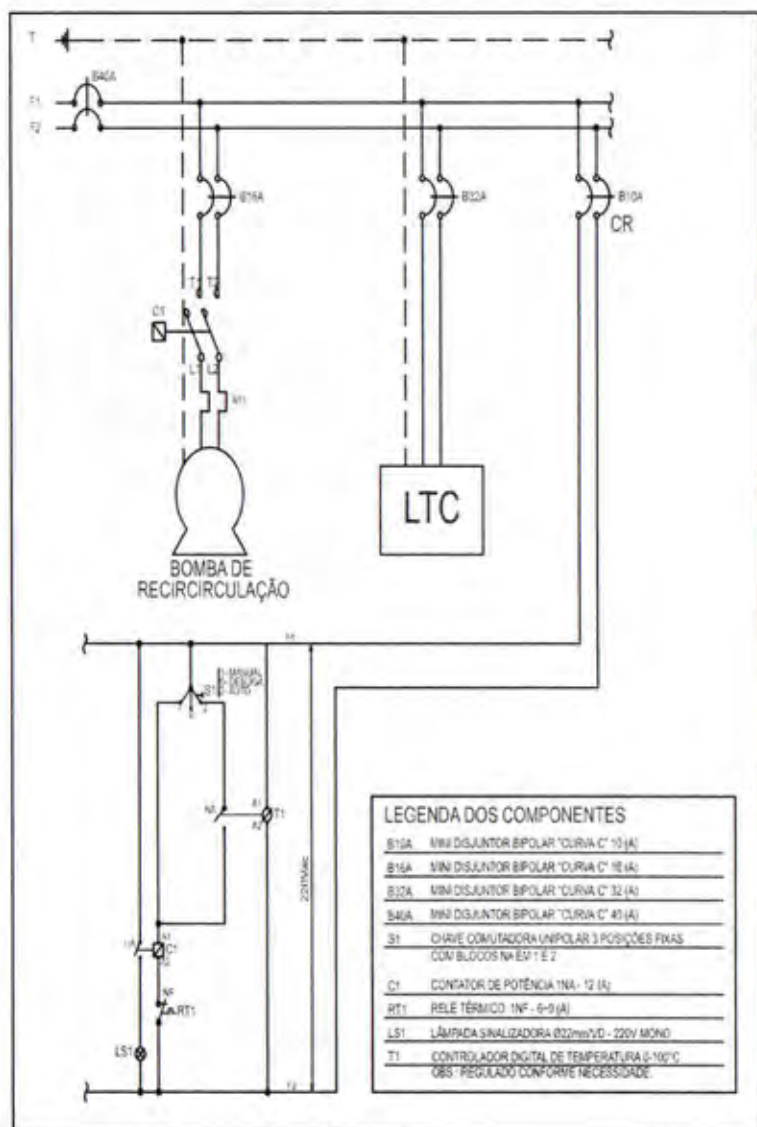 T
B40A
F1
F2
B16A
B32A
B10A
CR
T1 T2
C1
L1 L2
LTC
BOMBA DE
RECIRCIRCULAÇÃO
S1
A1
NA
T1
A2
220Vac
A1
NF
RT1
LS1
LEGENDA DOS COMPONENTES
B10A MINI DISJUNTOR BIPOLAR "CURVA C" 10 (A)
B16A MINI DISJUNTOR BIPOLAR "CURVA C" 16 (A)
B32A MINI DISJUNTOR BIPOLAR "CURVA C" 32 (A)
B40A MINI DISJUNTOR BIPOLAR "CURVA C" 40 (A)
S1 CHAVE COMUTADORA UNIPOLAR 3 POSIÇÕES FIXAS
COM BLOCOS NA EM 1 E 2
C1 CONTATOR DE POTÊNCIA 1NA - 12 (A)
RT1 RELE TÉRMICO 1NF - 6-9 (A)
LS1 LÂMPADA SINALIZADORA Ø22mm/VD - 220V MONO
T1 CONTROLADOR DIGITAL DE TEMPERATURA 0-100°C
OBS.: REGULADO CONFORME NECESSIDADE.